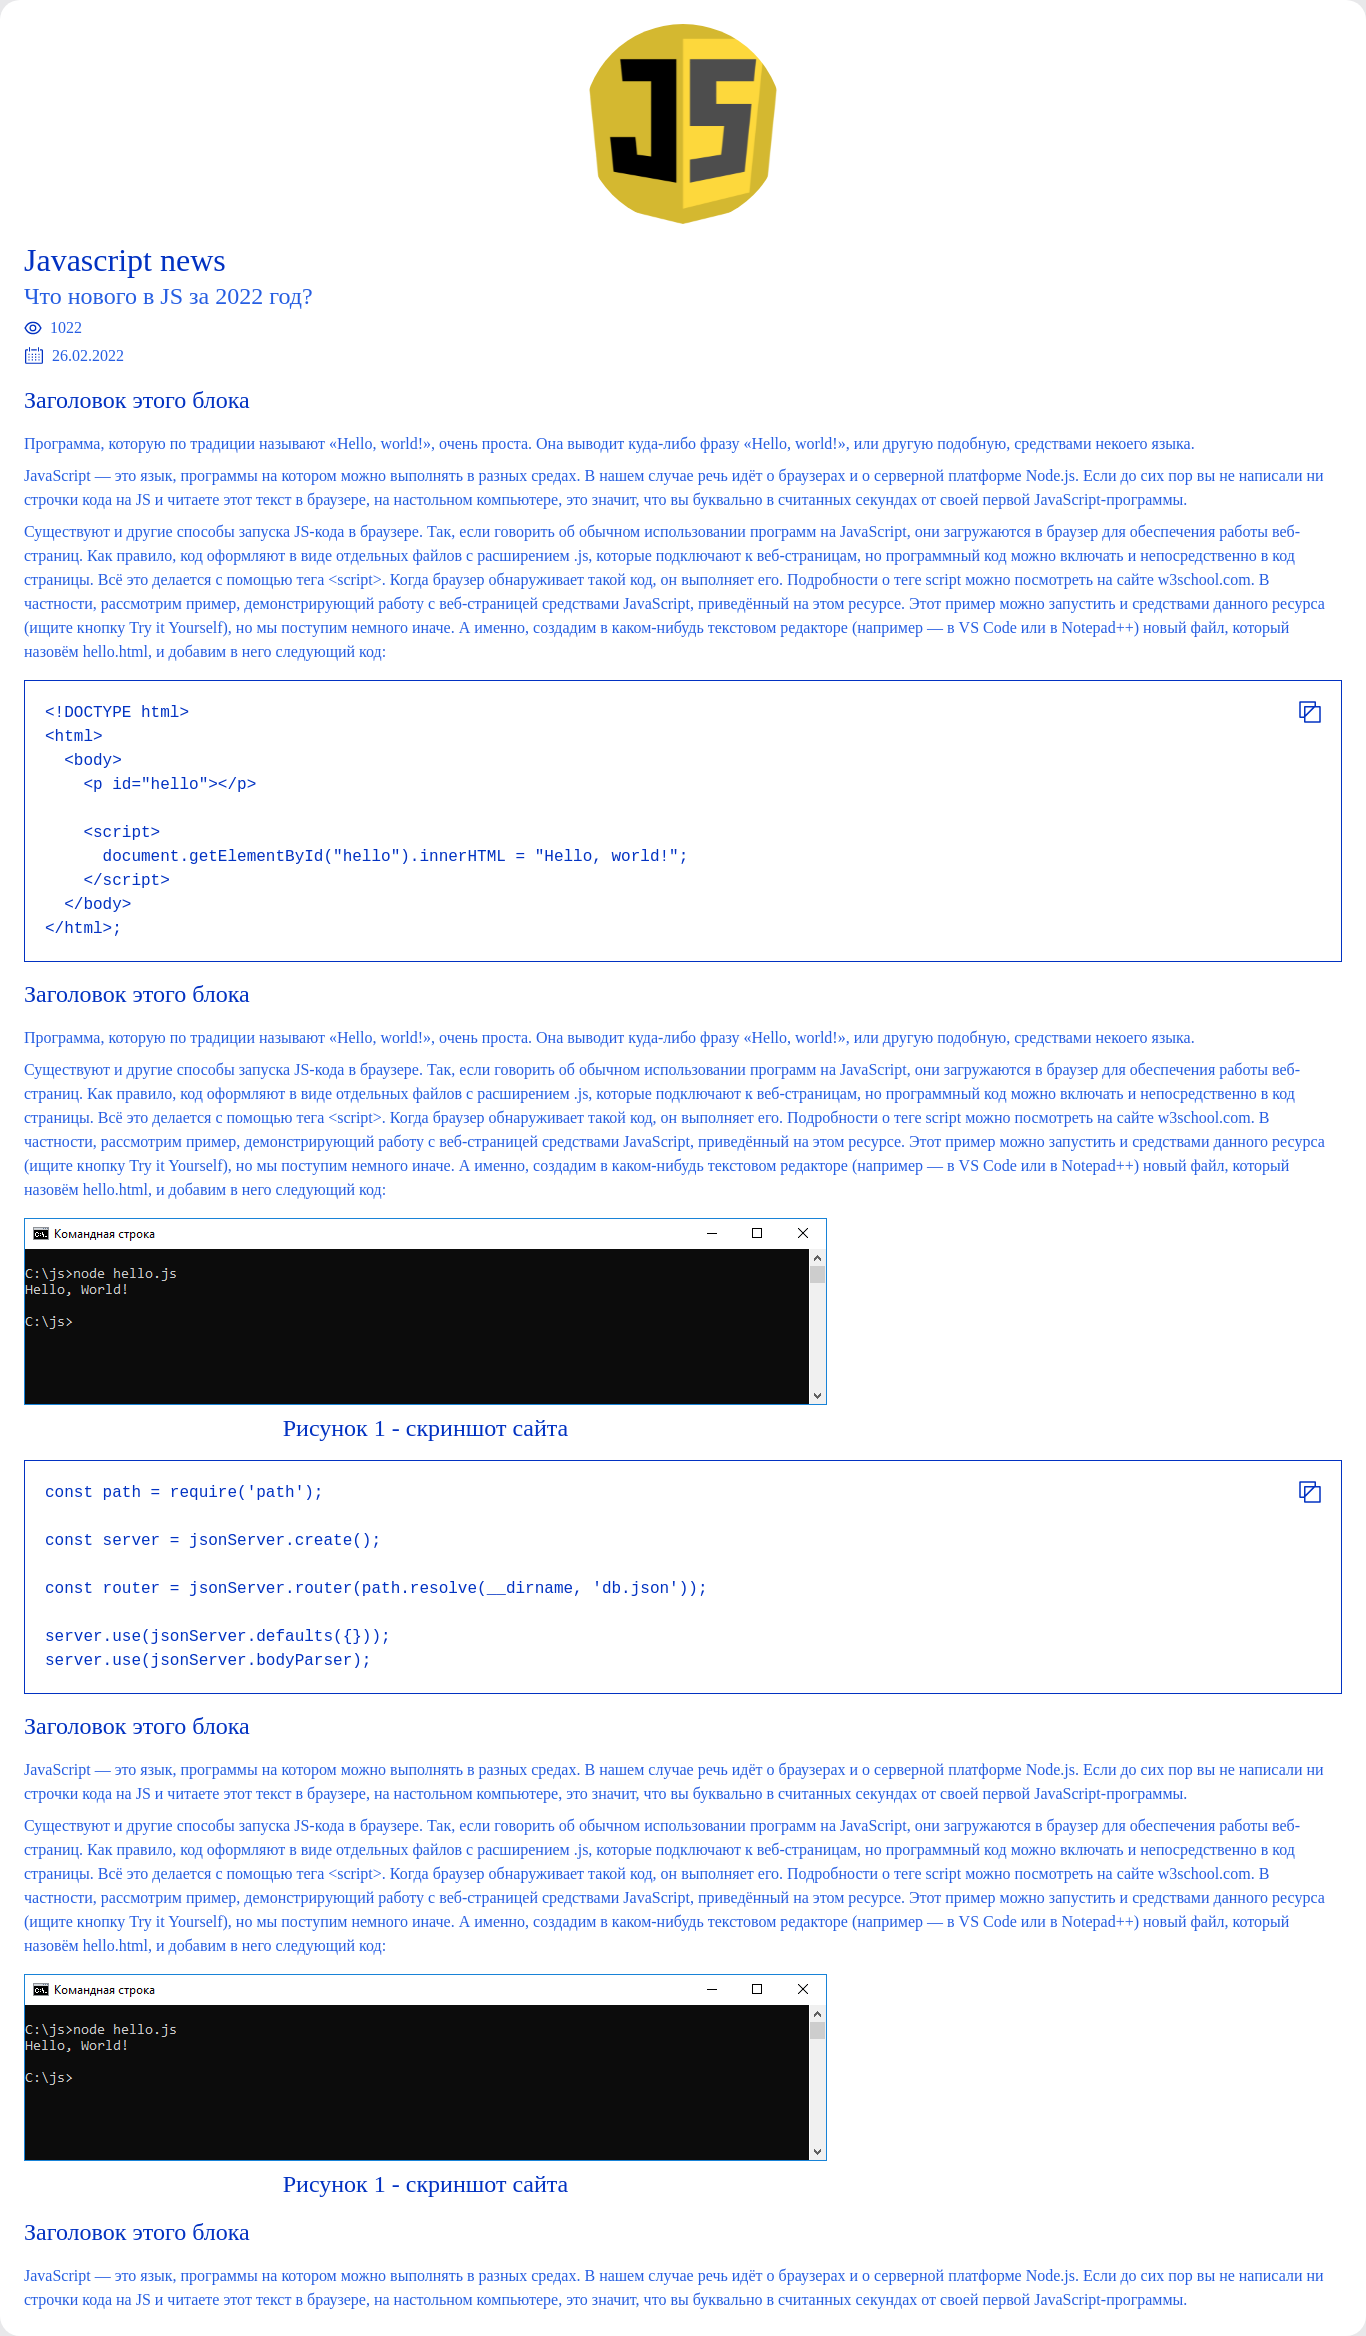 JS
Javascript news
Что нового в JS за 2022 год?
1022
26.02.2022
Заголовок этого блока
Программа, которую по традиции называют «Hello, world!», очень проста. Она выводит куда-либо фразу «Hello, world!», или другую подобную, средствами некоего языка.
JavaScript — это язык, программы на котором можно выполнять в разных средах. В нашем случае речь идёт о браузерах и о серверной платформе Node.js. Если до сих пор вы не написали ни
строчки кода на JS и читаете этот текст в браузере, на настольном компьютере, это значит, что вы буквально в считанных секундах от своей первой JavaScript-программы.
Существуют и другие способы запуска JS-кода в браузере. Так, если говорить об обычном использовании программ на JavaScript, они загружаются в браузер для обеспечения работы веб-
страниц. Как правило, код оформляют в виде отдельных файлов с расширением .js, которые подключают к веб-страницам, но программный код можно включать и непосредственно в код
страницы. Всё это делается с помощью тега <script>. Когда браузер обнаруживает такой код, он выполняет его. Подробности о теге script можно посмотреть на сайте w3school.com. В
частности, рассмотрим пример, демонстрирующий работу с веб-страницей средствами JavaScript, приведённый на этом ресурсе. Этот пример можно запустить и средствами данного ресурса
(ищите кнопку Try it Yourself), но мы поступим немного иначе. А именно, создадим в каком-нибудь текстовом редакторе (например — в VS Code или в Notepad++) новый файл, который
назовём hello.html, и добавим в него следующий код:
<!DOCTYPE html>
<html>
  <body>
    <p id="hello"></p>

    <script>
      document.getElementById("hello").innerHTML = "Hello, world!";
    </script>
  </body>
</html>;
Заголовок этого блока
Программа, которую по традиции называют «Hello, world!», очень проста. Она выводит куда-либо фразу «Hello, world!», или другую подобную, средствами некоего языка.
Существуют и другие способы запуска JS-кода в браузере. Так, если говорить об обычном использовании программ на JavaScript, они загружаются в браузер для обеспечения работы веб-
страниц. Как правило, код оформляют в виде отдельных файлов с расширением .js, которые подключают к веб-страницам, но программный код можно включать и непосредственно в код
страницы. Всё это делается с помощью тега <script>. Когда браузер обнаруживает такой код, он выполняет его. Подробности о теге script можно посмотреть на сайте w3school.com. В
частности, рассмотрим пример, демонстрирующий работу с веб-страницей средствами JavaScript, приведённый на этом ресурсе. Этот пример можно запустить и средствами данного ресурса
(ищите кнопку Try it Yourself), но мы поступим немного иначе. А именно, создадим в каком-нибудь текстовом редакторе (например — в VS Code или в Notepad++) новый файл, который
назовём hello.html, и добавим в него следующий код:
Командная строка
C:\js>node hello.js
Hello, World!
C:\js>
Рисунок 1 - скриншот сайта
const path = require('path');

const server = jsonServer.create();

const router = jsonServer.router(path.resolve(__dirname, 'db.json'));

server.use(jsonServer.defaults({}));
server.use(jsonServer.bodyParser);
Заголовок этого блока
JavaScript — это язык, программы на котором можно выполнять в разных средах. В нашем случае речь идёт о браузерах и о серверной платформе Node.js. Если до сих пор вы не написали ни
строчки кода на JS и читаете этот текст в браузере, на настольном компьютере, это значит, что вы буквально в считанных секундах от своей первой JavaScript-программы.
Существуют и другие способы запуска JS-кода в браузере. Так, если говорить об обычном использовании программ на JavaScript, они загружаются в браузер для обеспечения работы веб-
страниц. Как правило, код оформляют в виде отдельных файлов с расширением .js, которые подключают к веб-страницам, но программный код можно включать и непосредственно в код
страницы. Всё это делается с помощью тега <script>. Когда браузер обнаруживает такой код, он выполняет его. Подробности о теге script можно посмотреть на сайте w3school.com. В
частности, рассмотрим пример, демонстрирующий работу с веб-страницей средствами JavaScript, приведённый на этом ресурсе. Этот пример можно запустить и средствами данного ресурса
(ищите кнопку Try it Yourself), но мы поступим немного иначе. А именно, создадим в каком-нибудь текстовом редакторе (например — в VS Code или в Notepad++) новый файл, который
назовём hello.html, и добавим в него следующий код:
Командная строка
C:\js>node hello.js
Hello, World!
C:\js>
Рисунок 1 - скриншот сайта
Заголовок этого блока
JavaScript — это язык, программы на котором можно выполнять в разных средах. В нашем случае речь идёт о браузерах и о серверной платформе Node.js. Если до сих пор вы не написали ни
строчки кода на JS и читаете этот текст в браузере, на настольном компьютере, это значит, что вы буквально в считанных секундах от своей первой JavaScript-программы.